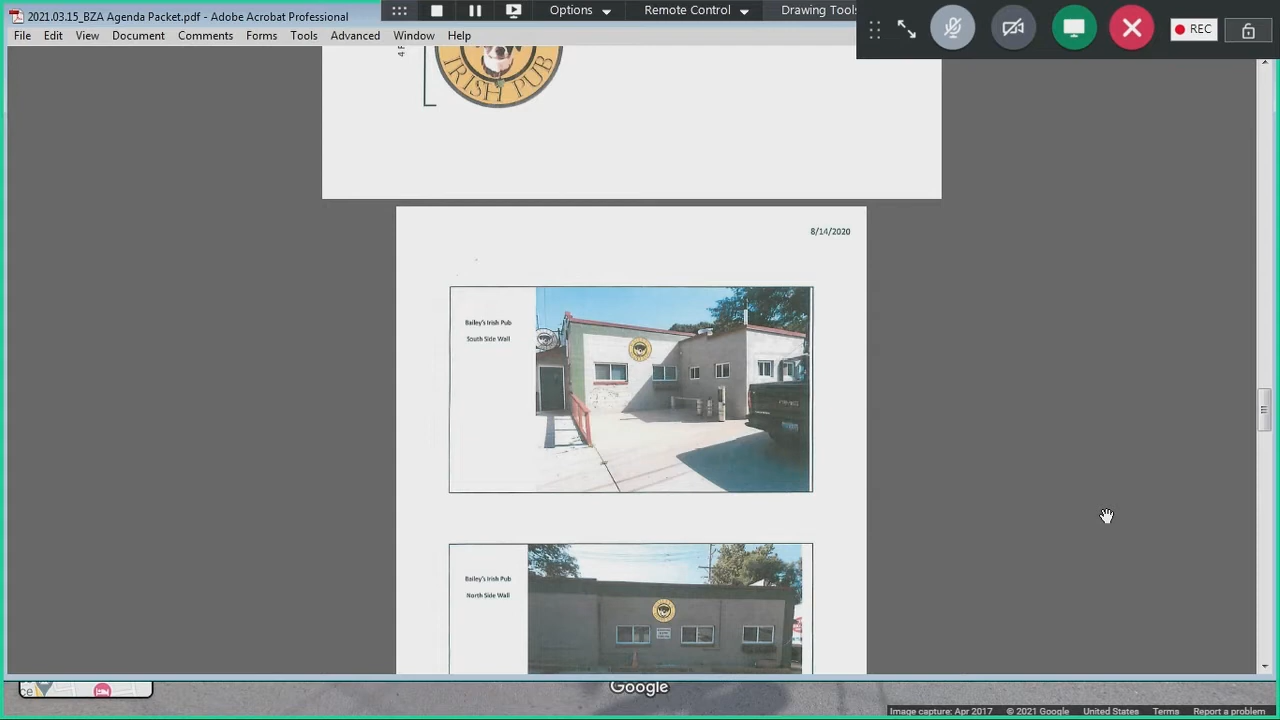 2021.03.15_BZA Agenda Packet.pdf - Adobe Acrobat Professional
Options
Remote Control
Drawing Tools
REC
File Edit View Document Comments Forms Tools Advanced Window Help
IRISH PUB
8/14/2020
Bailey's Irish Pub
South Side Wall
Bailey's Irish Pub
North Side Wall
ce
Google
Image capture: Apr 2017 © 2021 Google United States Terms Report a problem